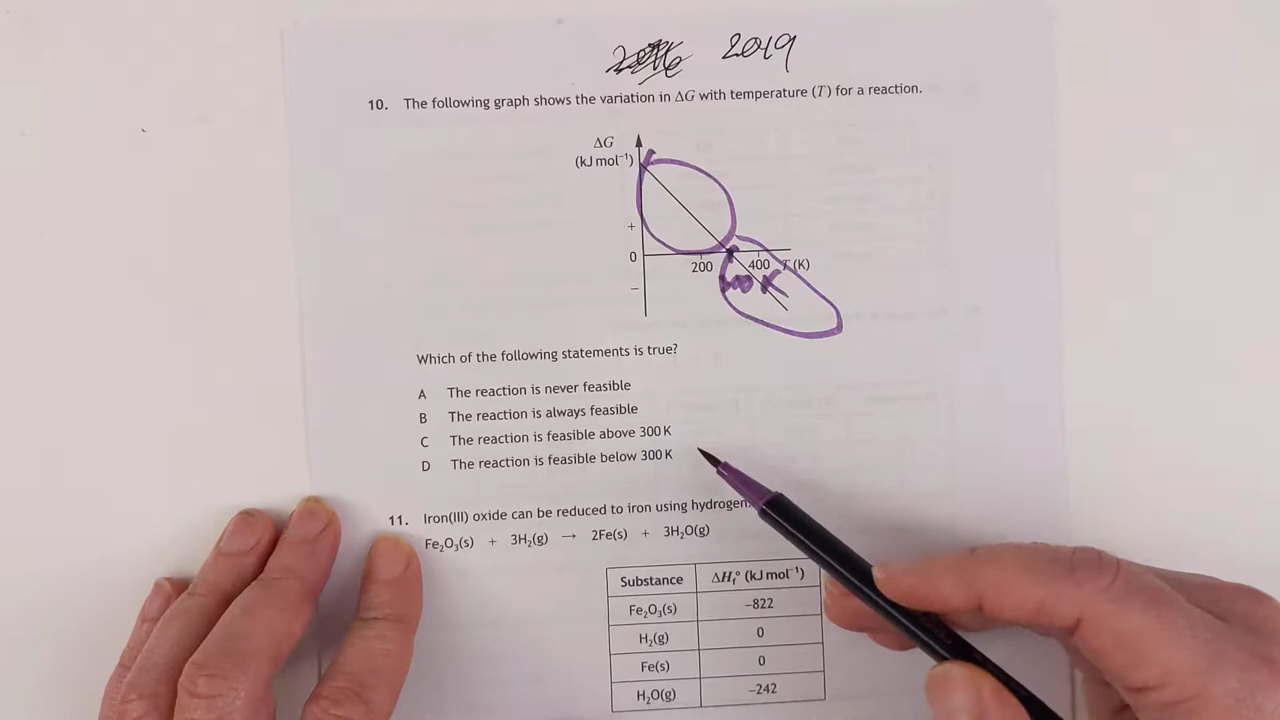 2019
10. The following graph shows the variation in ΔG with temperature (T) for a reaction.
ΔG
(kJ mol⁻¹)
+
0
200 400 T (K)
300 K
–
Which of the following statements is true?
A The reaction is never feasible
B The reaction is always feasible
C The reaction is feasible above 300 K
D The reaction is feasible below 300 K
11. Iron(III) oxide can be reduced to iron using hydrogen.
Fe₂O₃(s) + 3H₂(g) → 2Fe(s) + 3H₂O(g)
Substance ΔHf° (kJ mol⁻¹)
Fe₂O₃(s) –822
H₂(g) 0
Fe(s) 0
H₂O(g) –242